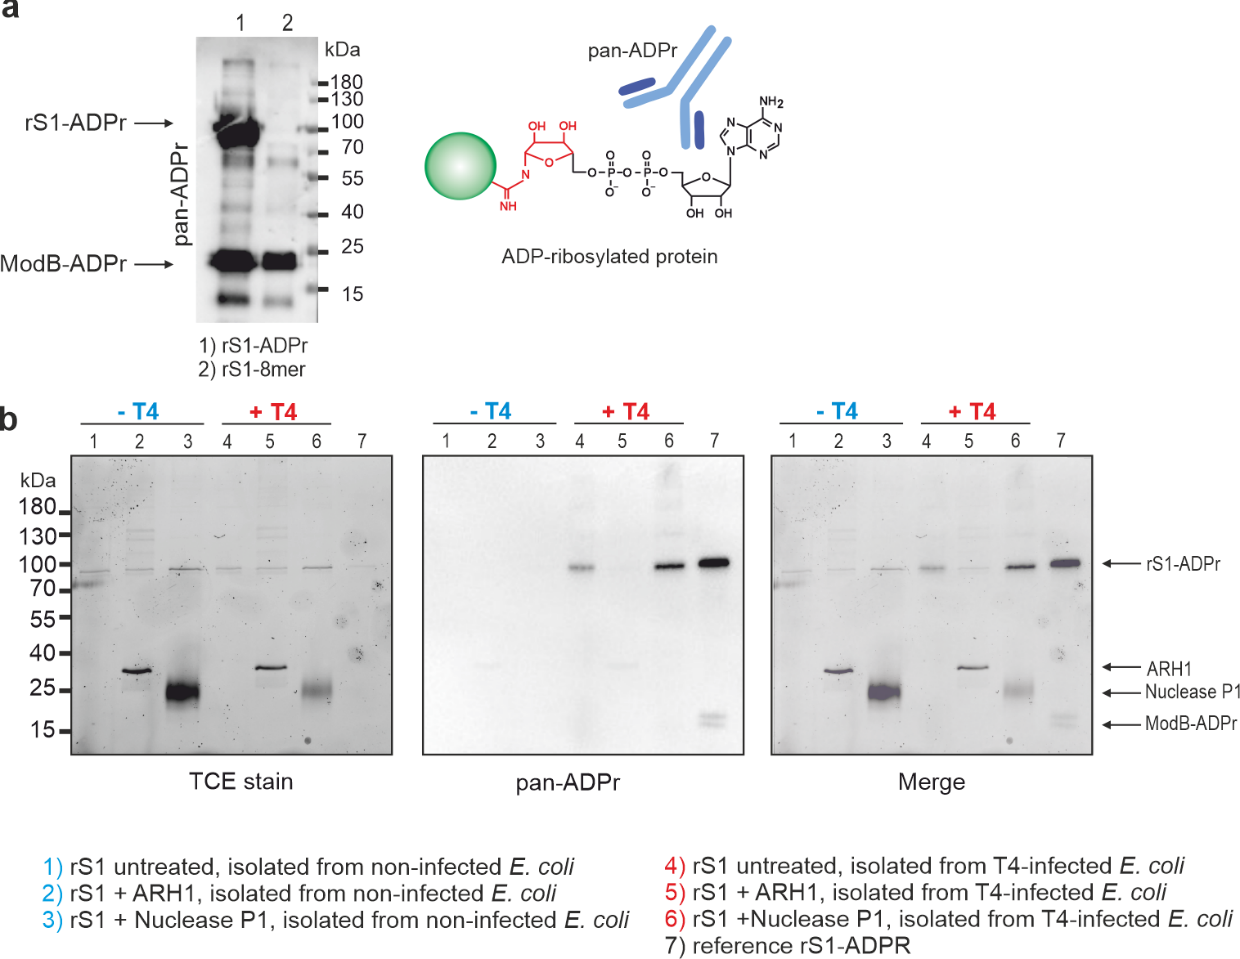 a
1 2
kDa
180
130
100
70
55
40
25
15
rS1-ADPr
pan-ADPr
ModB-ADPr
1) rS1-ADPr
2) rS1-8mer
pan-ADPr
NH2
N
N
N
N
OH OH
O
N
NH
O
O
P
O-
O
O
P
O-
O
O
OH OH
ADP-ribosylated protein
b
- T4 + T4
1 2 3 4 5 6 7
- T4 + T4
1 2 3 4 5 6 7
- T4 + T4
1 2 3 4 5 6 7
kDa
180
130
100
70
55
40
25
15
rS1-ADPr
ARH1
Nuclease P1
ModB-ADPr
TCE stain
pan-ADPr
Merge
1) rS1 untreated, isolated from non-infected E. coli
2) rS1 + ARH1, isolated from non-infected E. coli
3) rS1 + Nuclease P1, isolated from non-infected E. coli
4) rS1 untreated, isolated from T4-infected E. coli
5) rS1 + ARH1, isolated from T4-infected E. coli
6) rS1 +Nuclease P1, isolated from T4-infected E. coli
7) reference rS1-ADPR